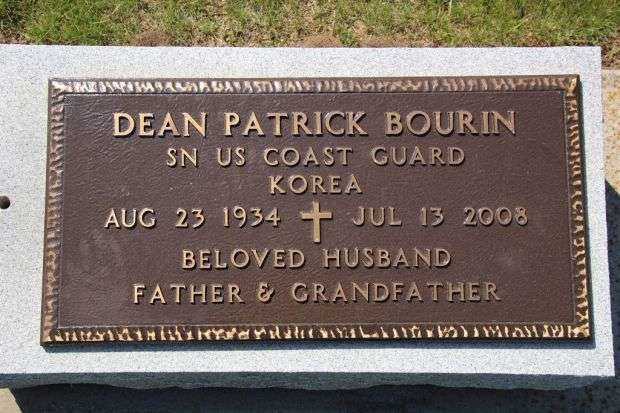 DEAN PATRICK BOURIN
SN US COAST GUARD
KOREA
AUG 23 1934 JUL 13 2008
BELOVED HUSBAND
FATHER & GRANDFATHER